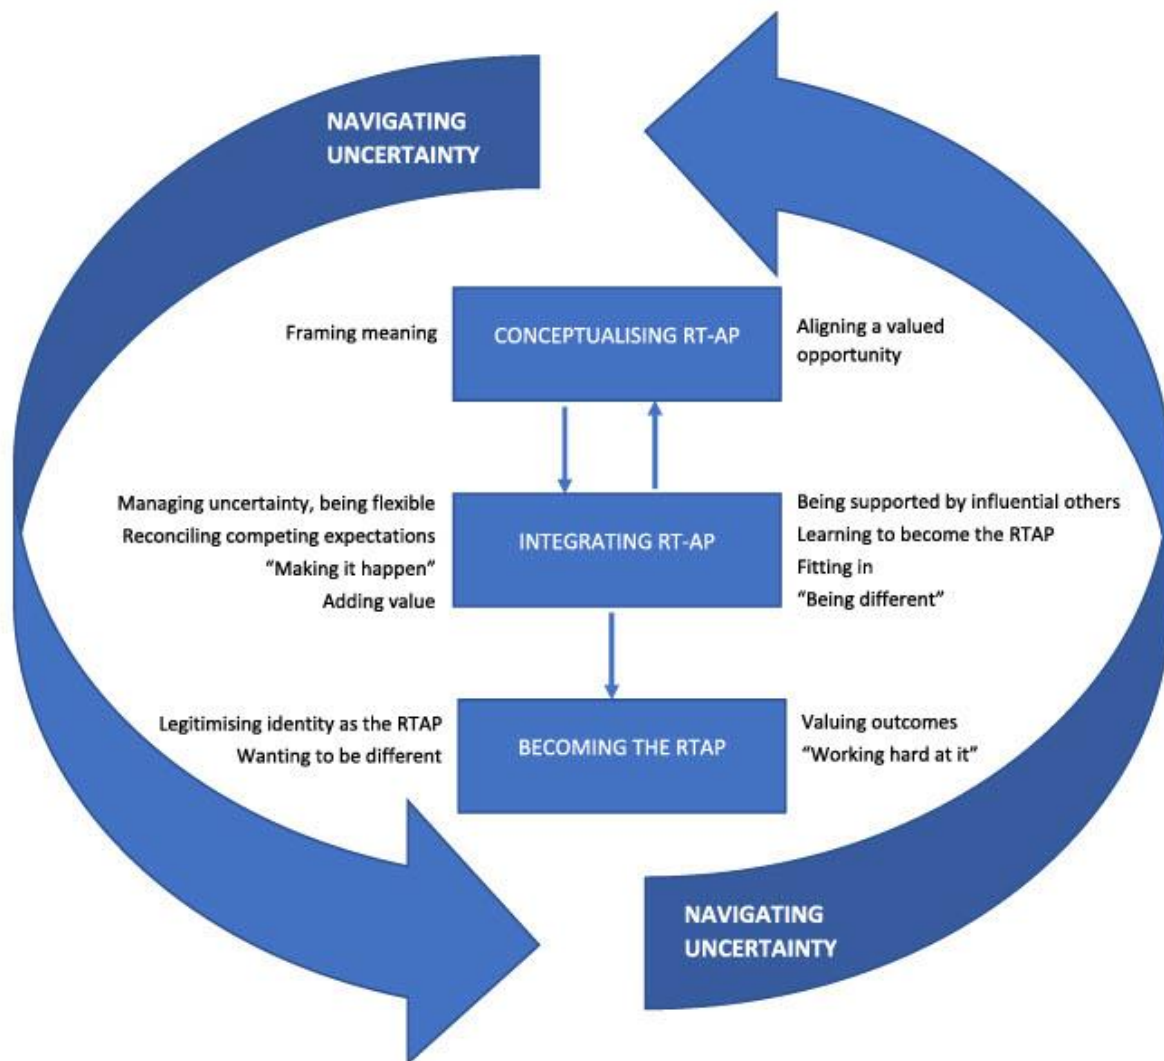 NAVIGATING
UNCERTAINTY
Framing meaning
CONCEPTUALISING RT-AP
Aligning a valued
opportunity
Managing uncertainty, being flexible
Reconciling competing expectations
“Making it happen”
Adding value
INTEGRATING RT-AP
Being supported by influential others
Learning to become the RTAP
Fitting in
“Being different”
Legitimising identity as the RTAP
Wanting to be different
BECOMING THE RTAP
Valuing outcomes
“Working hard at it”
NAVIGATING
UNCERTAINTY